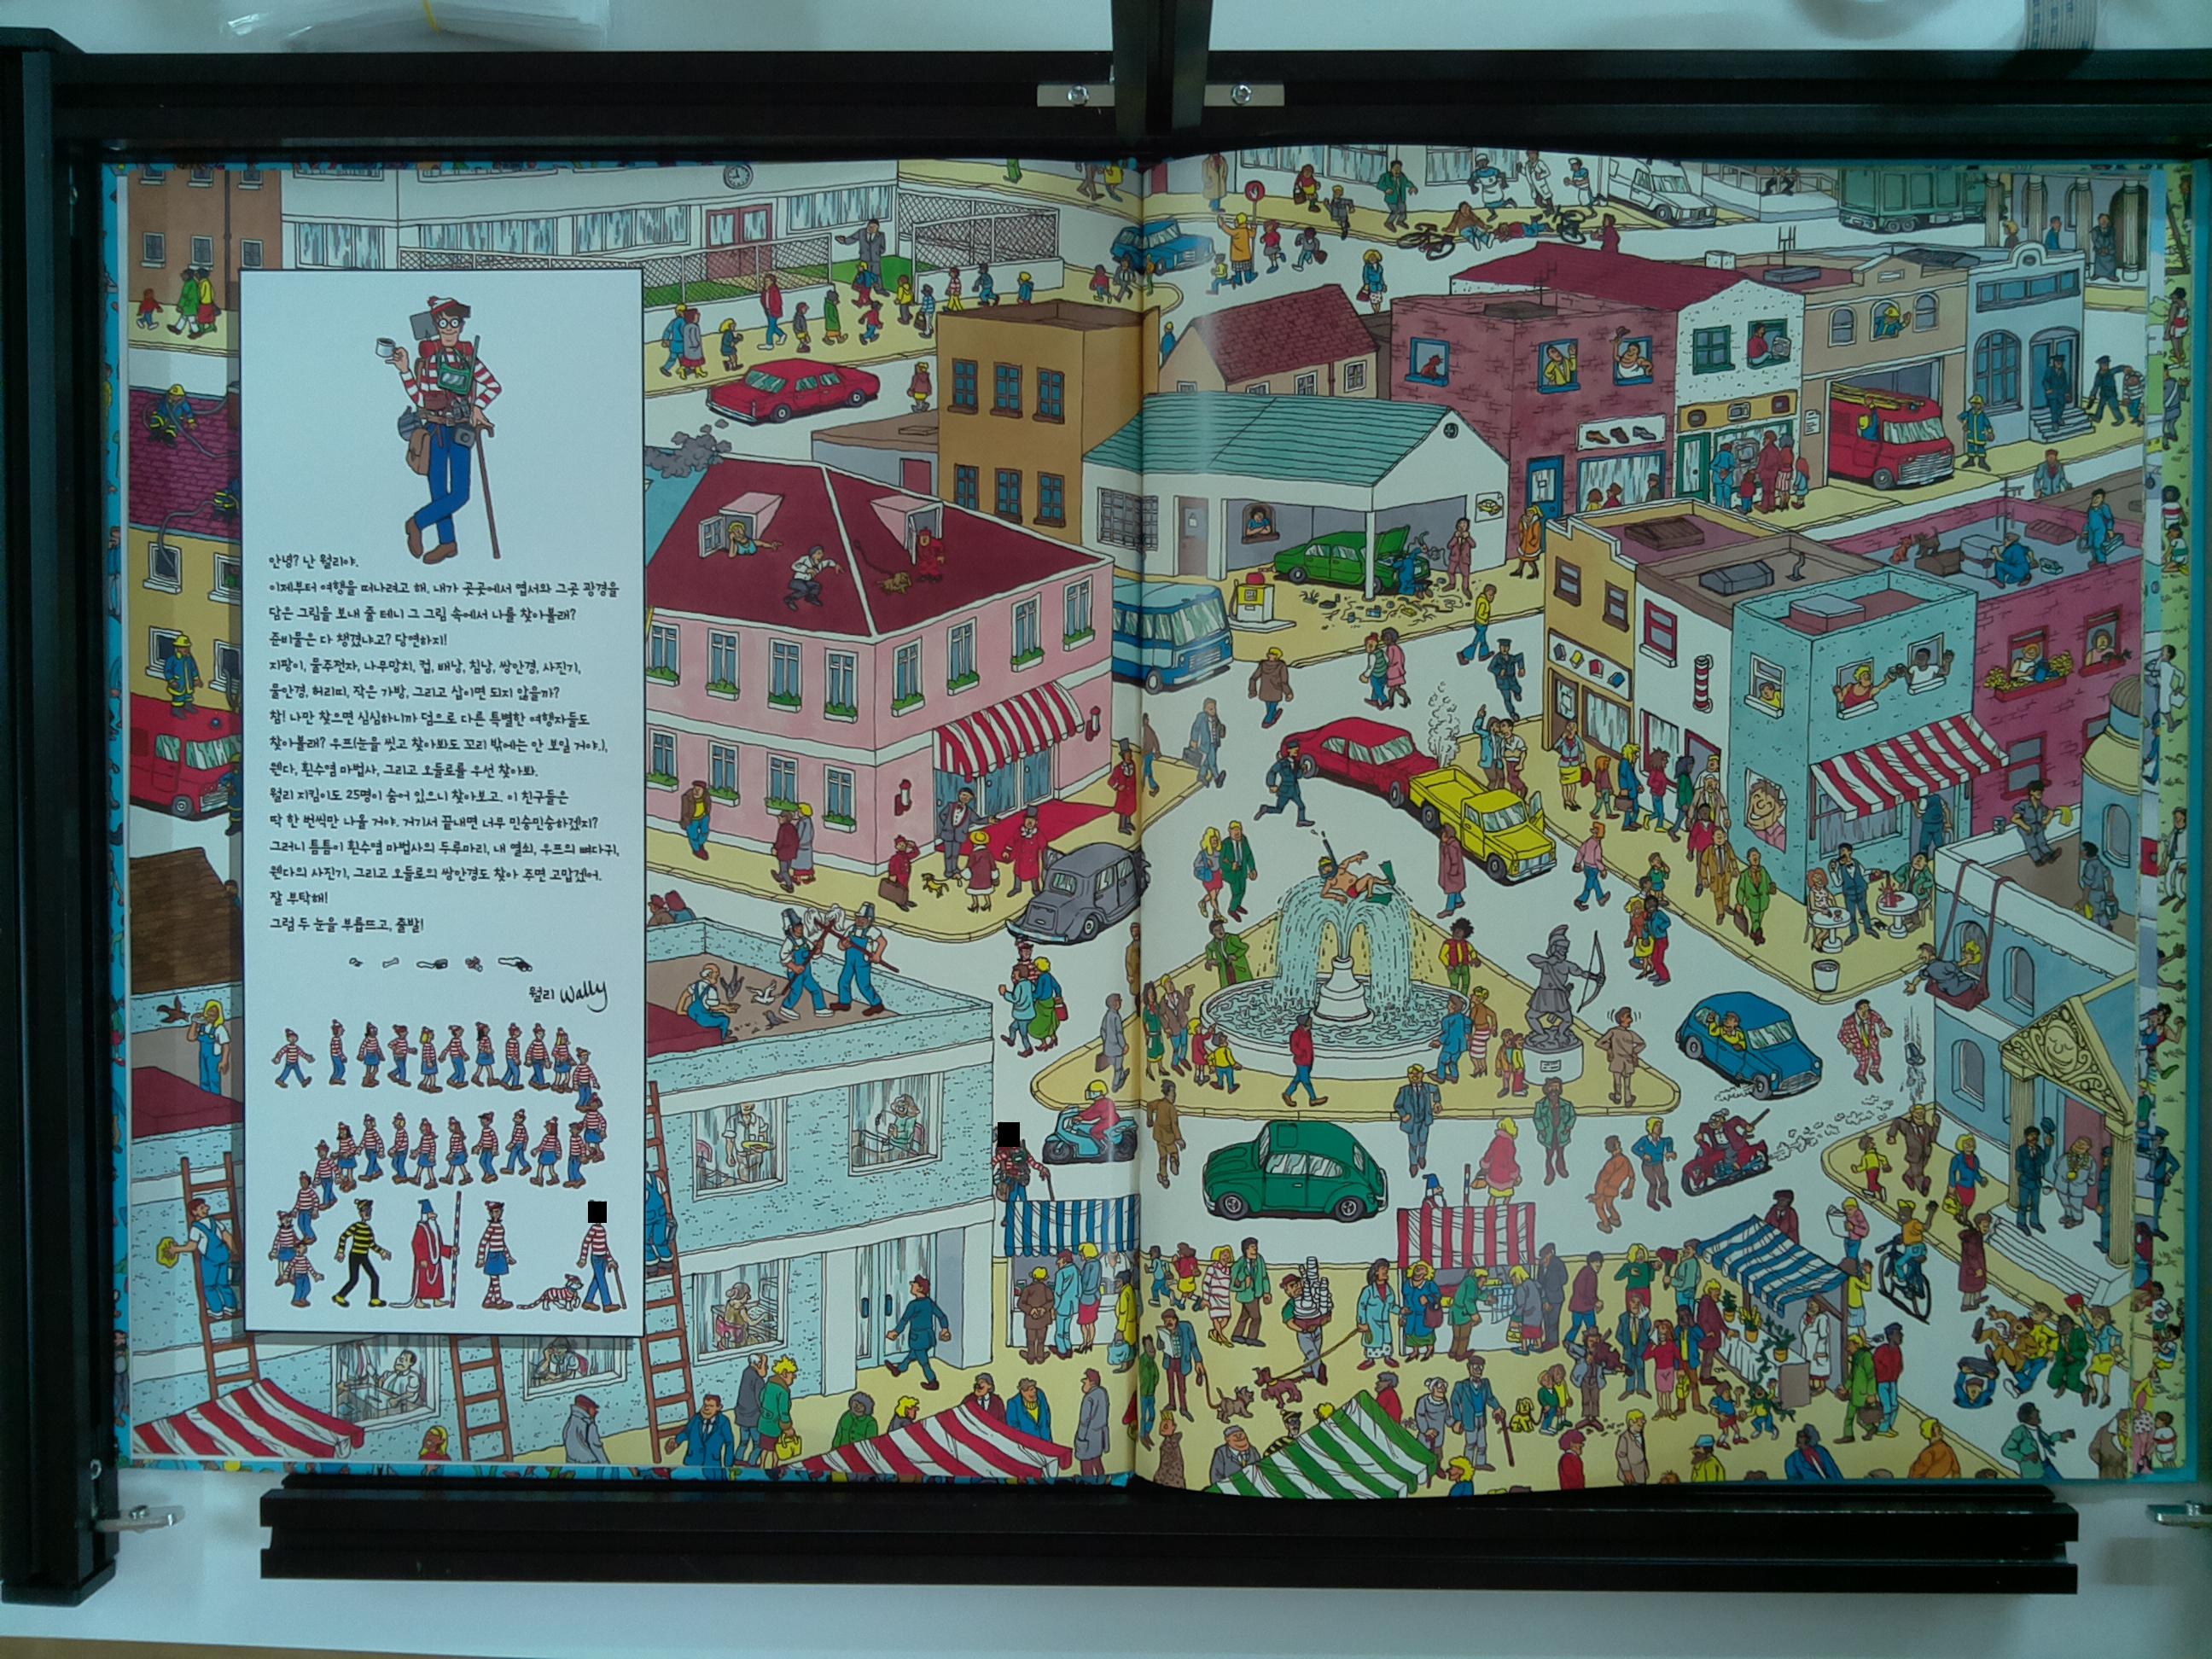 안녕? 난 월리야.
이제부터 여행을 떠나려고 해. 내가 곳곳에서 엽서와 그곳 광경을
담은 그림을 보내 줄 테니 그 그림 속에서 나를 찾아볼래?
준비물은 다 챙겼냐고? 당연하지!
지팡이, 물주전자, 나무망치, 컵, 배낭, 침낭, 쌍안경, 사진기,
물안경, 허리띠, 작은 가방, 그리고 삽이면 되지 않을까?
참! 나만 찾으면 심심하니까 덤으로 다른 특별한 여행자들도
찾아볼래? 우프(눈을 씻고 찾아봐도 꼬리 밖에는 안 보일 거야.),
웬다, 흰수염 마법사, 그리고 오들로를 우선 찾아봐.
월리 지킴이도 25명이 숨어 있으니 찾아보고. 이 친구들은
딱 한 번씩만 나올 거야. 거기서 끝내면 너무 밍숭밍숭하겠지?
그러니 틈틈이 흰수염 마법사의 두루마리, 내 열쇠, 우프의 뼈다귀,
웬다의 사진기, 그리고 오들로의 쌍안경도 찾아 주면 고맙겠어.
잘 부탁해!
그럼 두 눈을 부릅뜨고, 출발!
월리 Wally